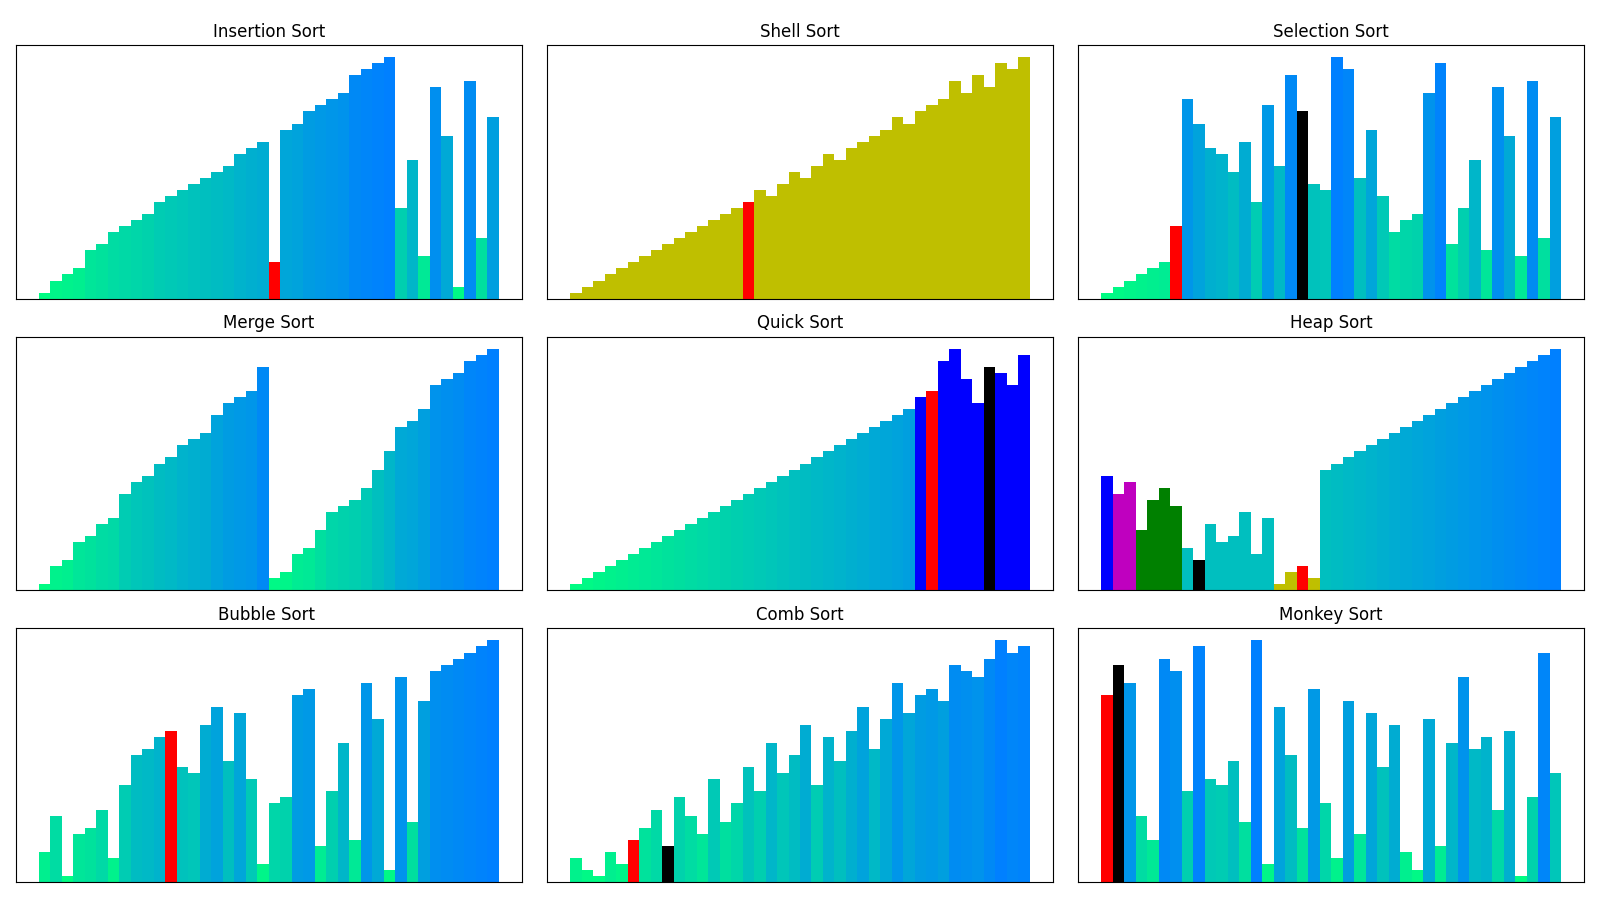 Insertion Sort
Shell Sort
Selection Sort
Merge Sort
Quick Sort
Heap Sort
Bubble Sort
Comb Sort
Monkey Sort